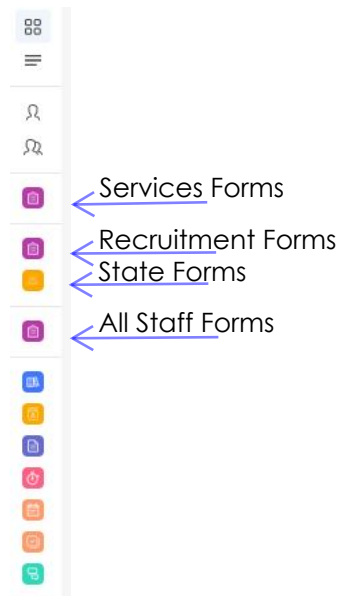 Services Forms
Recruitment Forms
State Forms
All Staff Forms